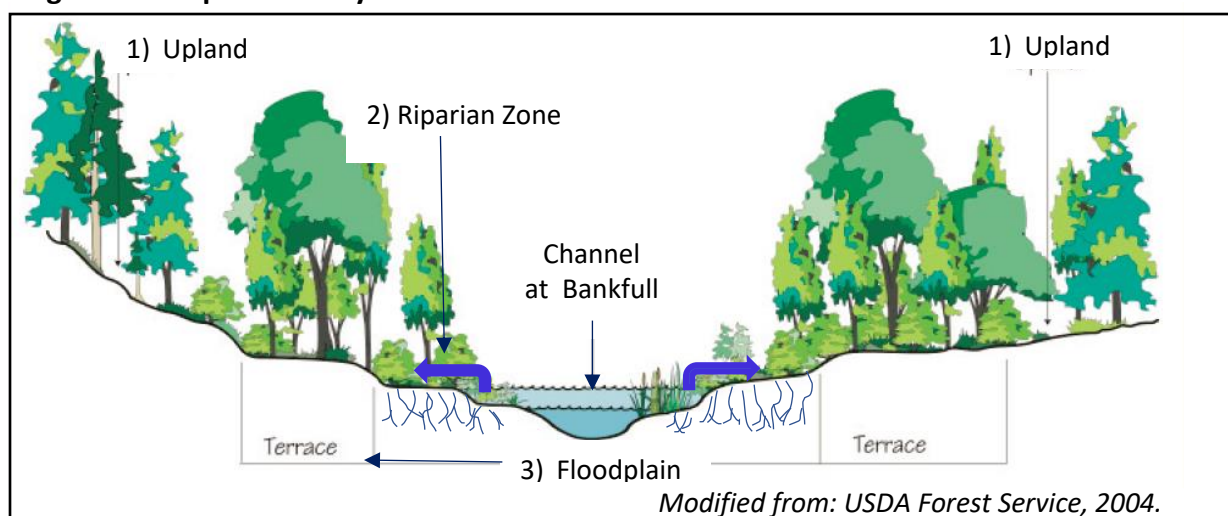 1) Upland
1) Upland
2) Riparian Zone
Channel
at Bankfull
Terrace
Terrace
3) Floodplain
Modified from: USDA Forest Service, 2004.